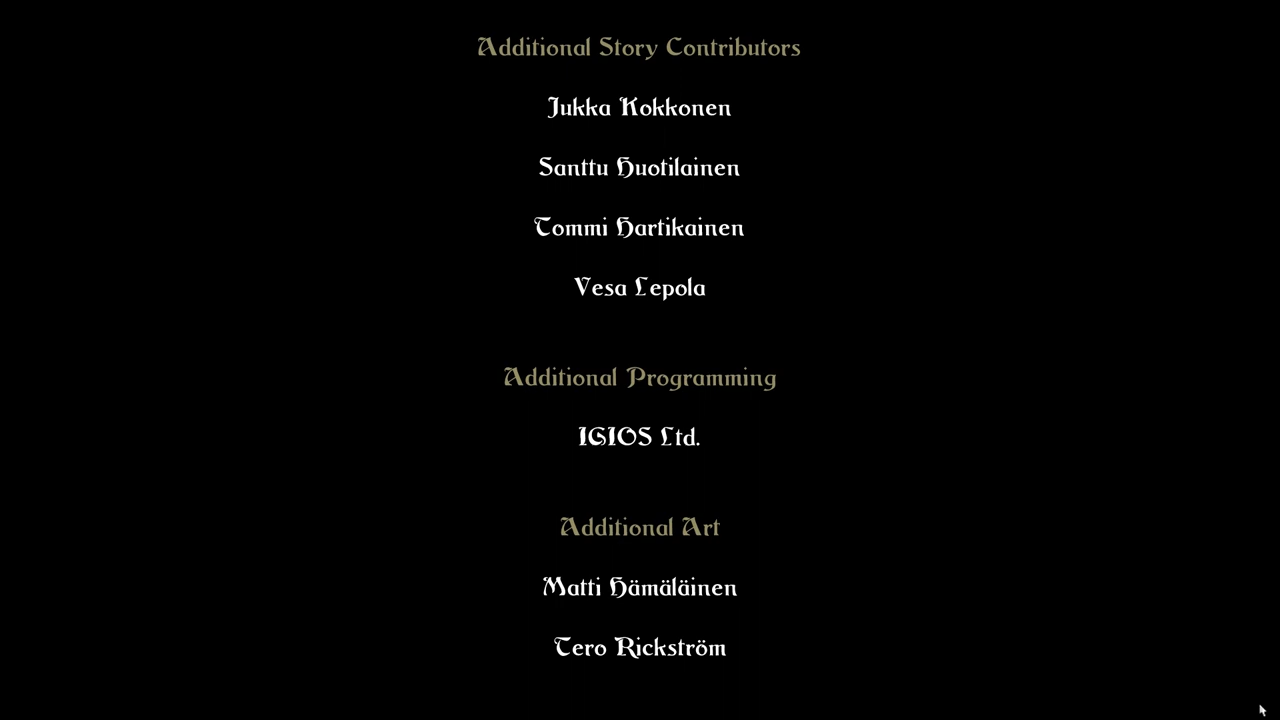 Additional Story Contributors
Jukka Kokkonen
Santtu Huotilainen
Tommi Hartikainen
Vesa Lepola
Additional Programming
IGIOS Ltd.
Additional Art
Matti Hämäläinen
Tero Rickström